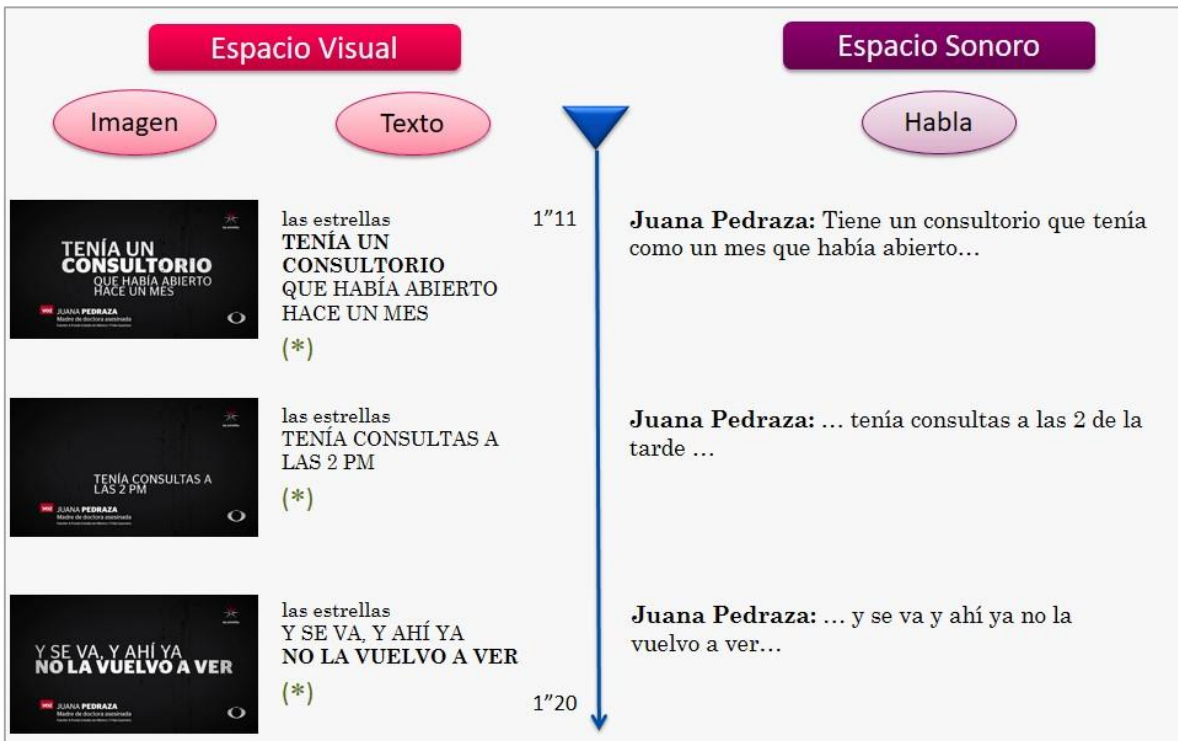 Espacio Visual
Espacio Sonoro
Imagen
Texto
Habla
TENÍA UN
CONSULTORIO
QUE HABÍA ABIERTO
HACE UN MES
voz JUANA PEDRAZA
Madre de doctora asesinada
las estrellas
TENÍA UN
CONSULTORIO
QUE HABÍA ABIERTO
HACE UN MES
(*)
1”11
Juana Pedraza: Tiene un consultorio que tenía
como un mes que había abierto…
TENÍA CONSULTAS A
LAS 2 PM
voz JUANA PEDRAZA
Madre de doctora asesinada
las estrellas
TENÍA CONSULTAS A
LAS 2 PM
(*)
Juana Pedraza: … tenía consultas a las 2 de la
tarde …
Y SE VA, Y AHÍ YA
NO LA VUELVO A VER
voz JUANA PEDRAZA
Madre de doctora asesinada
las estrellas
Y SE VA, Y AHÍ YA
NO LA VUELVO A VER
(*)
1”20
Juana Pedraza: … y se va y ahí ya no la
vuelvo a ver…